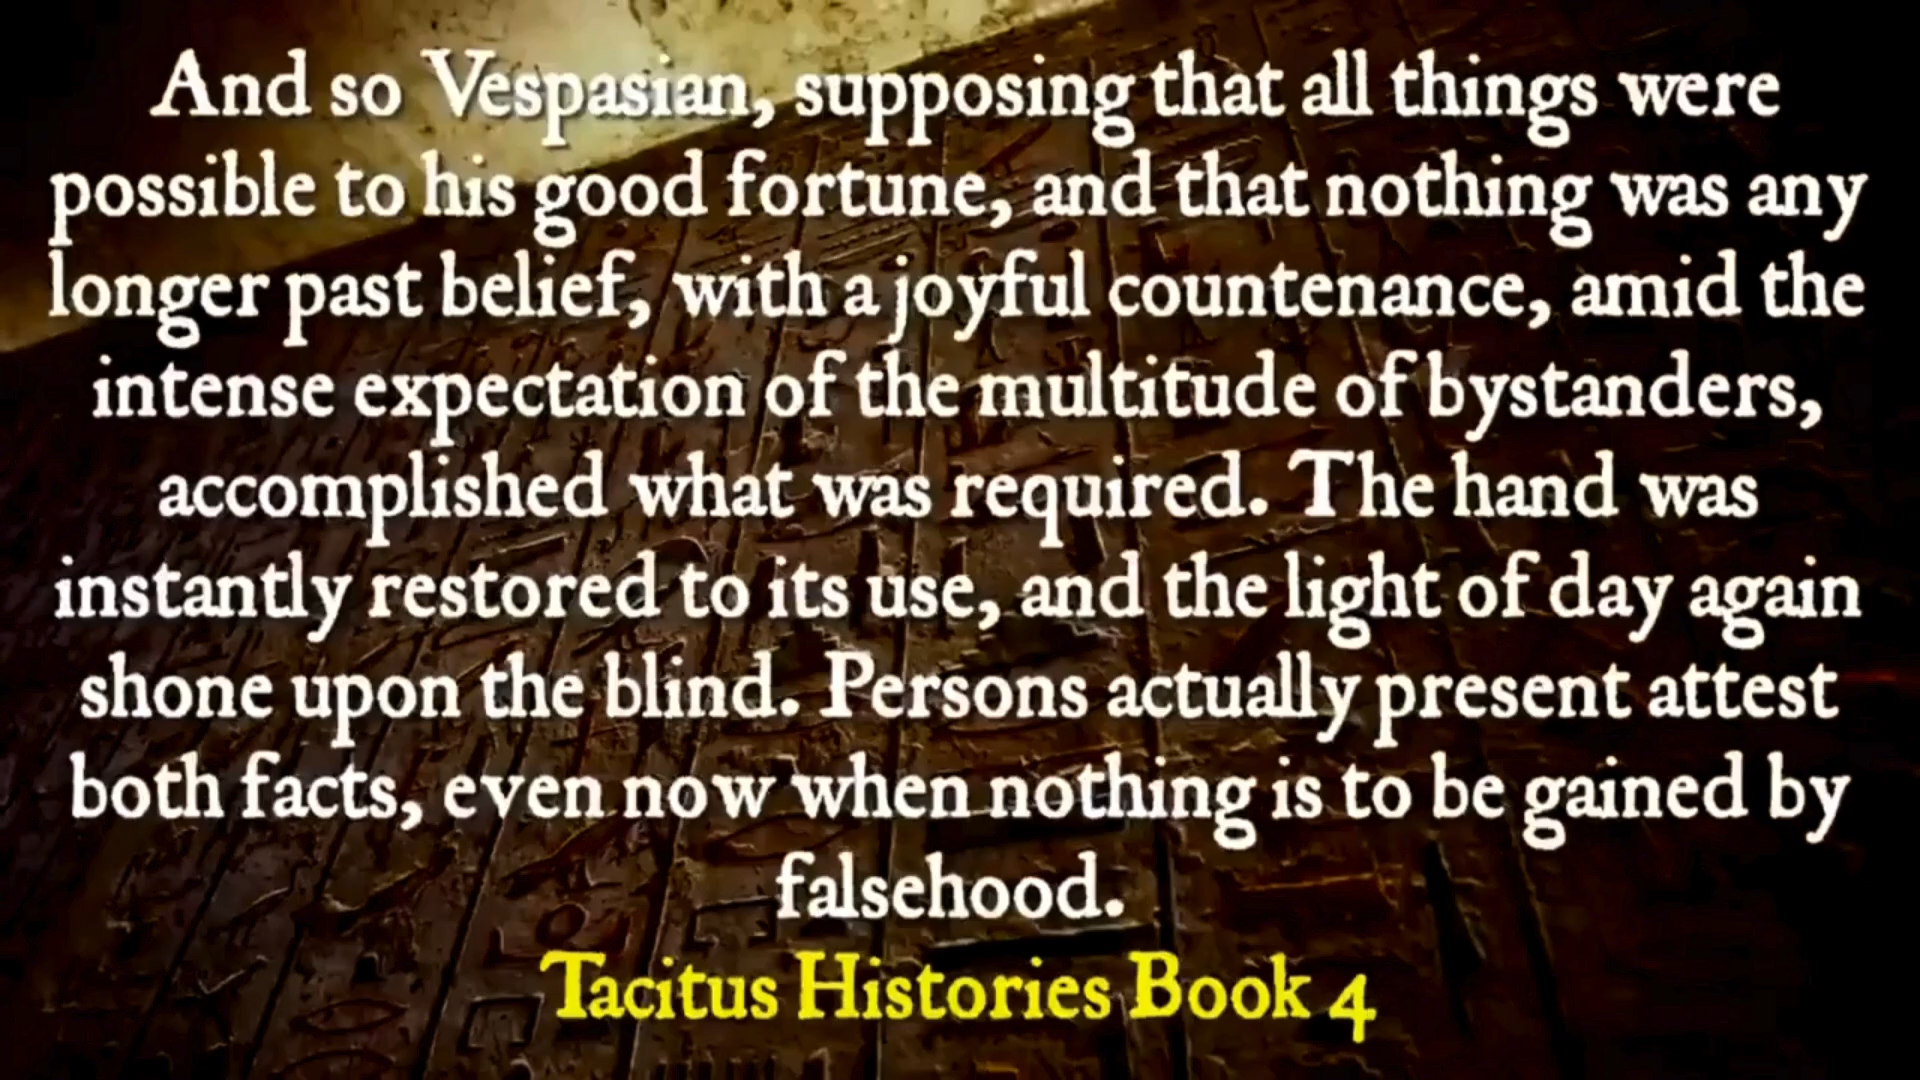 And so Vespasian, supposing that all things were
possible to his good fortune, and that nothing was any
longer past belief, with a joyful countenance, amid the
intense expectation of the multitude of bystanders,
accomplished what was required. The hand was
instantly restored to its use, and the light of day again
shone upon the blind. Persons actually present attest
both facts, even now when nothing is to be gained by
falsehood.
Tacitus Histories Book 4